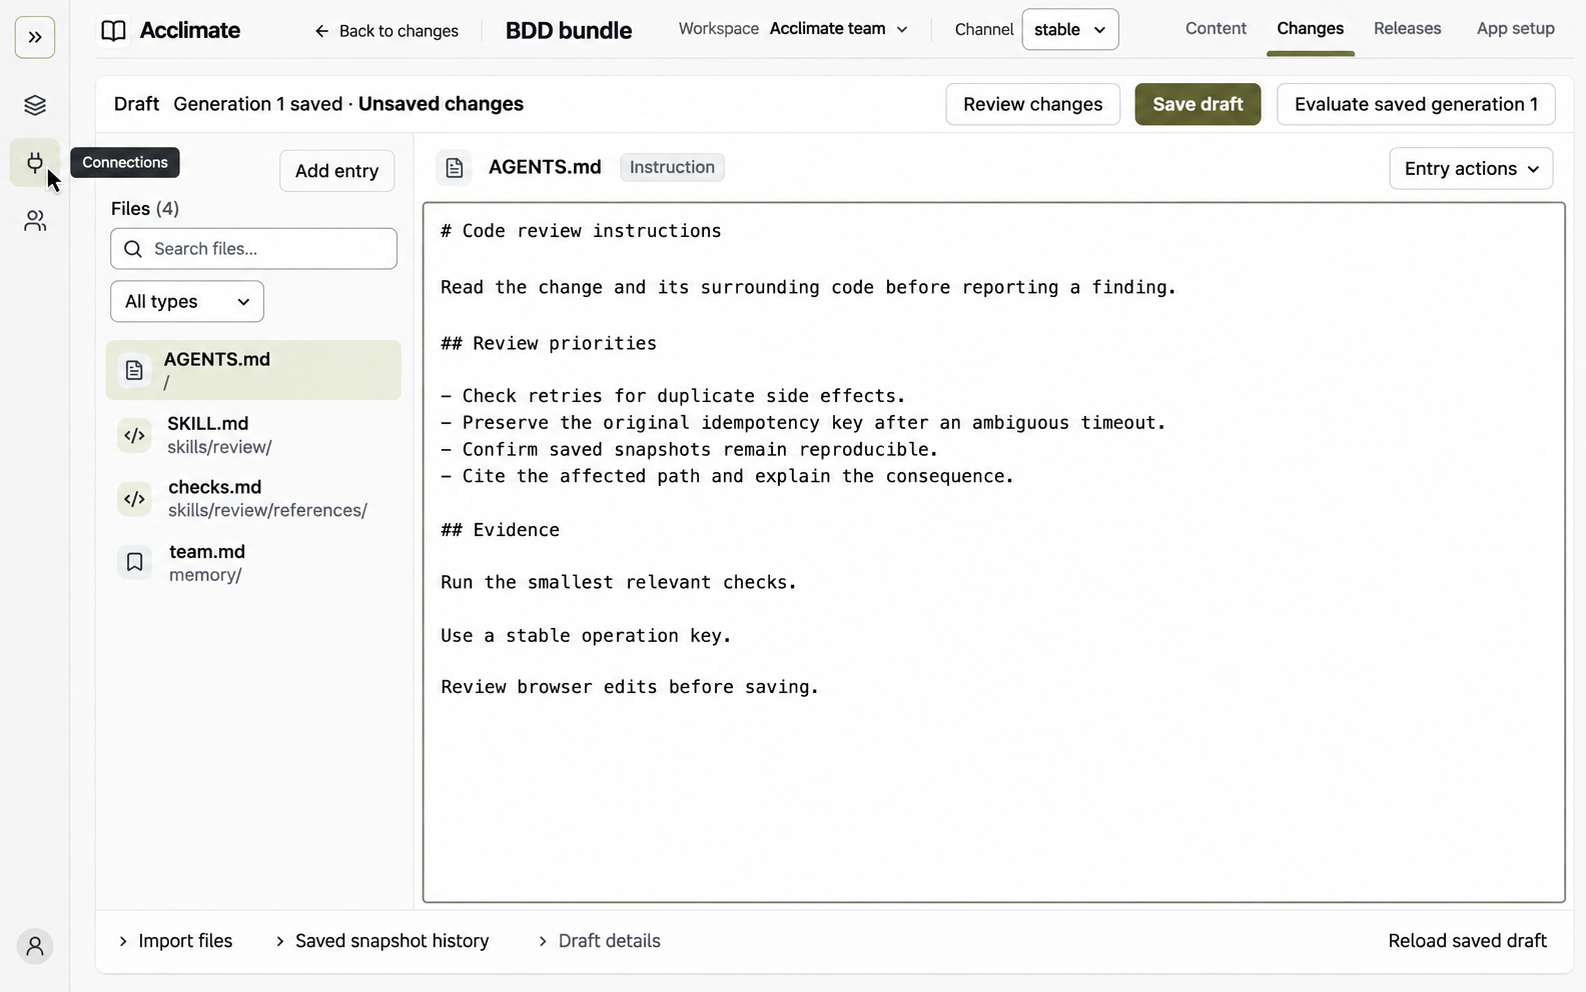 Acclimate
Back to changes
BDD bundle
Workspace Acclimate team
Channel stable
Content
Changes
Releases
App setup
Draft Generation 1 saved · Unsaved changes
Review changes
Save draft
Evaluate saved generation 1
Connections
Add entry
Files (4)
Search files...
All types
AGENTS.md
/
SKILL.md
skills/review/
checks.md
skills/review/references/
team.md
memory/
AGENTS.md
Instruction
Entry actions
# Code review instructions
Read the change and its surrounding code before reporting a finding.
## Review priorities
- Check retries for duplicate side effects.
- Preserve the original idempotency key after an ambiguous timeout.
- Confirm saved snapshots remain reproducible.
- Cite the affected path and explain the consequence.
## Evidence
Run the smallest relevant checks.
Use a stable operation key.
Review browser edits before saving.
Import files
Saved snapshot history
Draft details
Reload saved draft